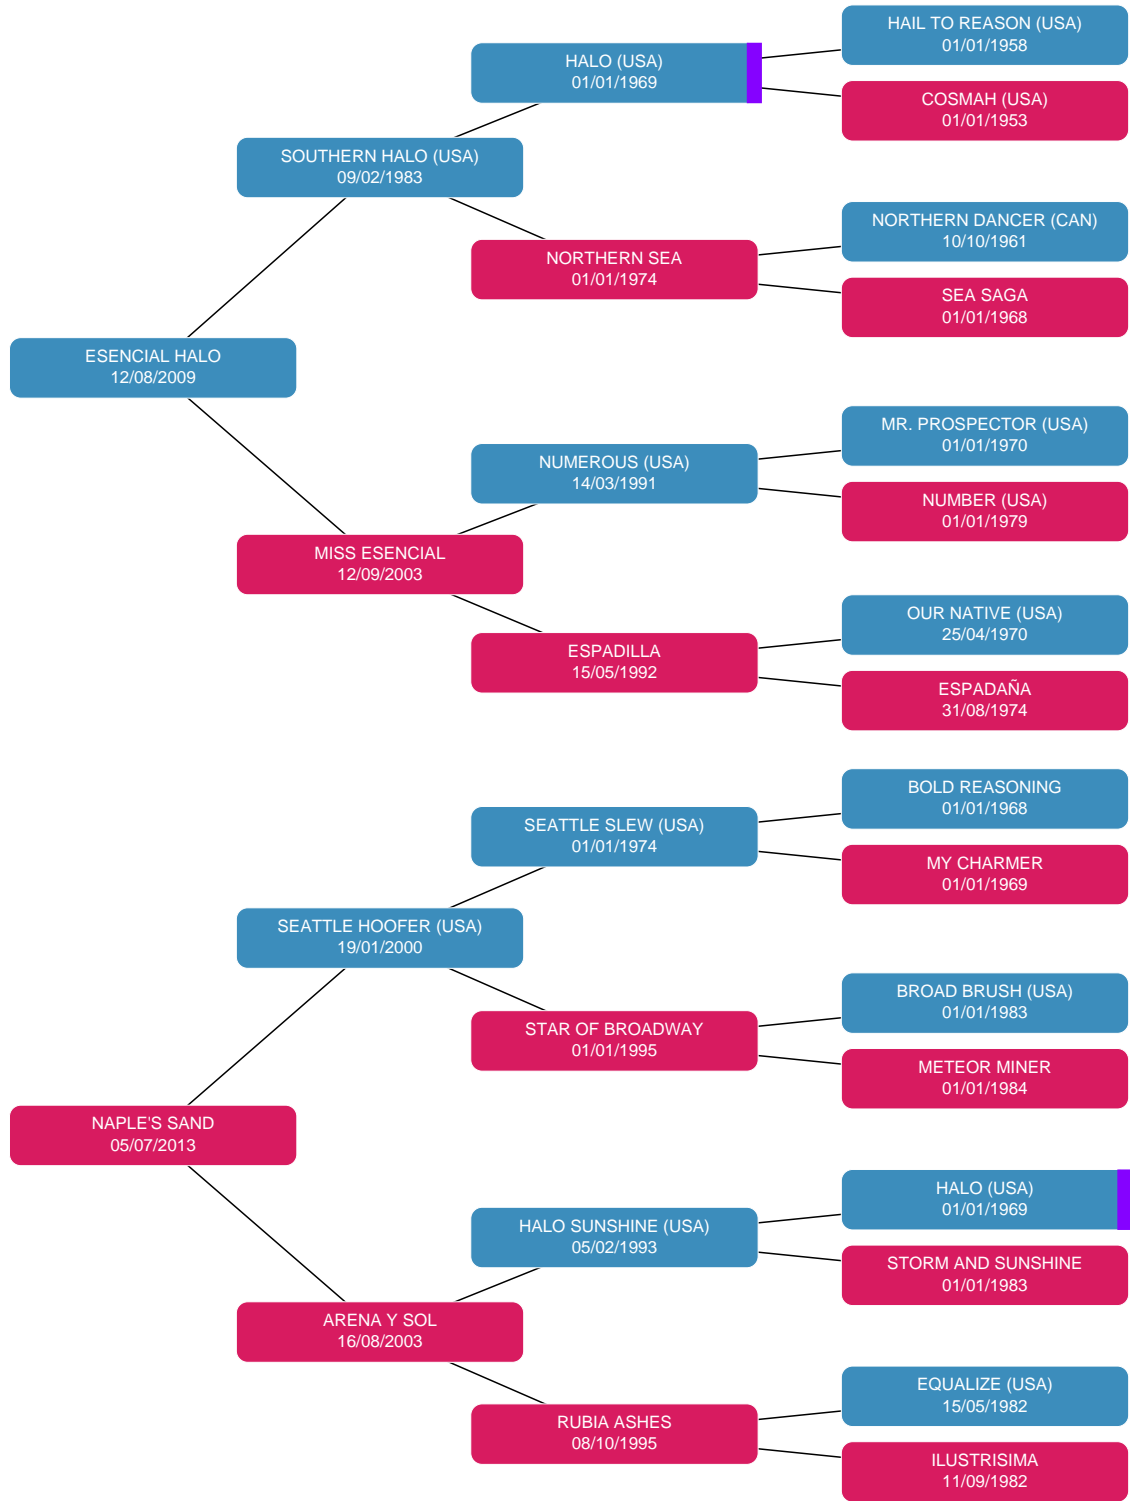 HAIL TO REASON (USA)
01/01/1958
HALO (USA)
01/01/1969
COSMAH (USA)
01/01/1953
SOUTHERN HALO (USA)
09/02/1983
NORTHERN DANCER (CAN)
10/10/1961
NORTHERN SEA
01/01/1974
SEA SAGA
01/01/1968
ESENCIAL HALO
12/08/2009
MR. PROSPECTOR (USA)
01/01/1970
NUMEROUS (USA)
14/03/1991
NUMBER (USA)
01/01/1979
MISS ESENCIAL
12/09/2003
OUR NATIVE (USA)
25/04/1970
ESPADILLA
15/05/1992
ESPADAÑA
31/08/1974
BOLD REASONING
01/01/1968
SEATTLE SLEW (USA)
01/01/1974
MY CHARMER
01/01/1969
SEATTLE HOOFER (USA)
19/01/2000
BROAD BRUSH (USA)
01/01/1983
STAR OF BROADWAY
01/01/1995
METEOR MINER
01/01/1984
NAPLE'S SAND
05/07/2013
HALO (USA)
01/01/1969
HALO SUNSHINE (USA)
05/02/1993
STORM AND SUNSHINE
01/01/1983
ARENA Y SOL
16/08/2003
EQUALIZE (USA)
15/05/1982
RUBIA ASHES
08/10/1995
ILUSTRISIMA
11/09/1982